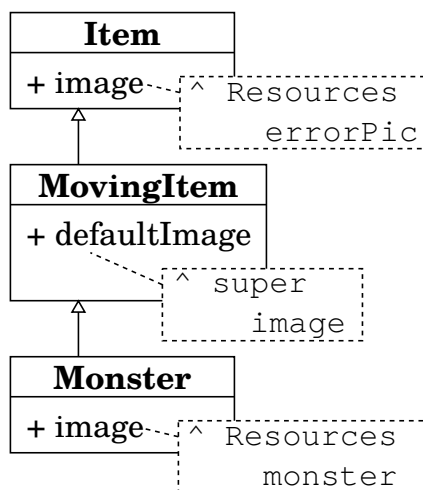 Item
+ image
^ Resources
errorPic
MovingItem
+ defaultImage
^ super
image
Monster
+ image
^ Resources
monster